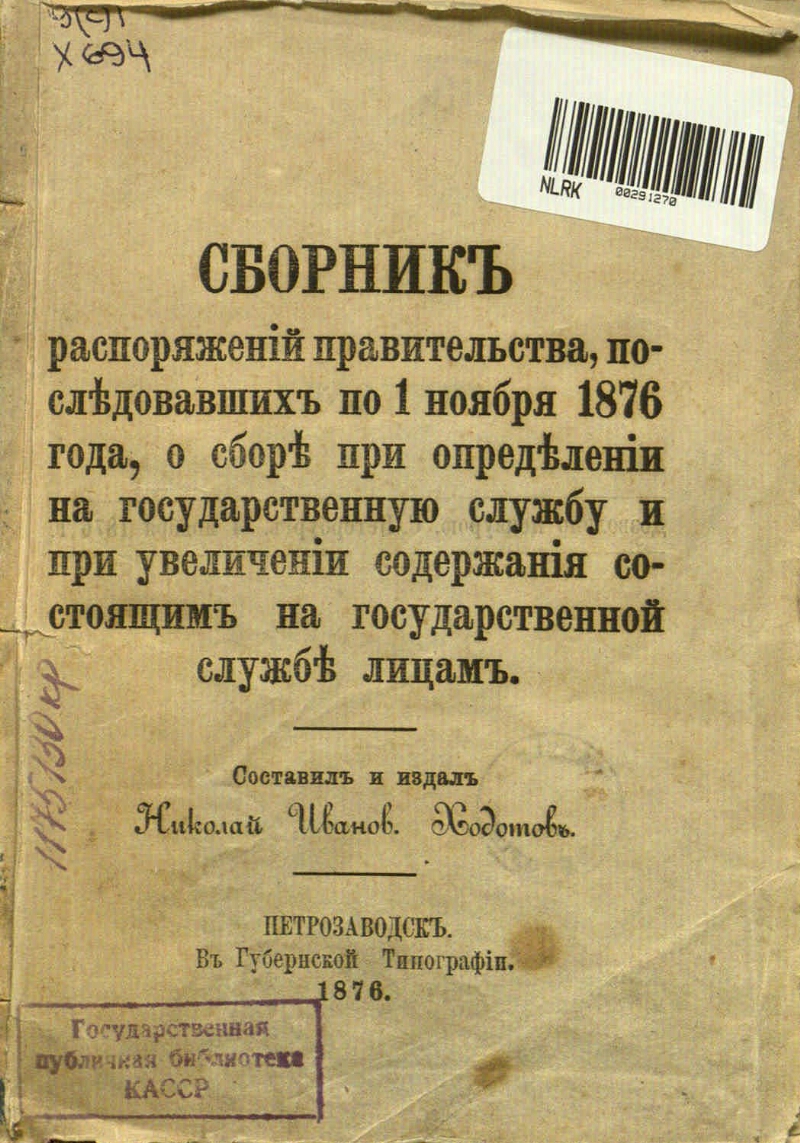 Х 694
NLRK
00291270
СБОРНИКЪ
распоряженій правительства, по-
слѣдовавшихъ по 1 ноября 1876
года, о сборѣ при опредѣленіи
на государственную службу и
при увеличеніи содержанія со-
стоящимъ на государственной
службѣ лицамъ.
Составилъ и издалъ
Николай Иванов. Ходотовъ.
ПЕТРОЗАВОДСКЪ.
Въ Губернской Типографіи.
1876.
Государственная
публичная библиотека
КАССР